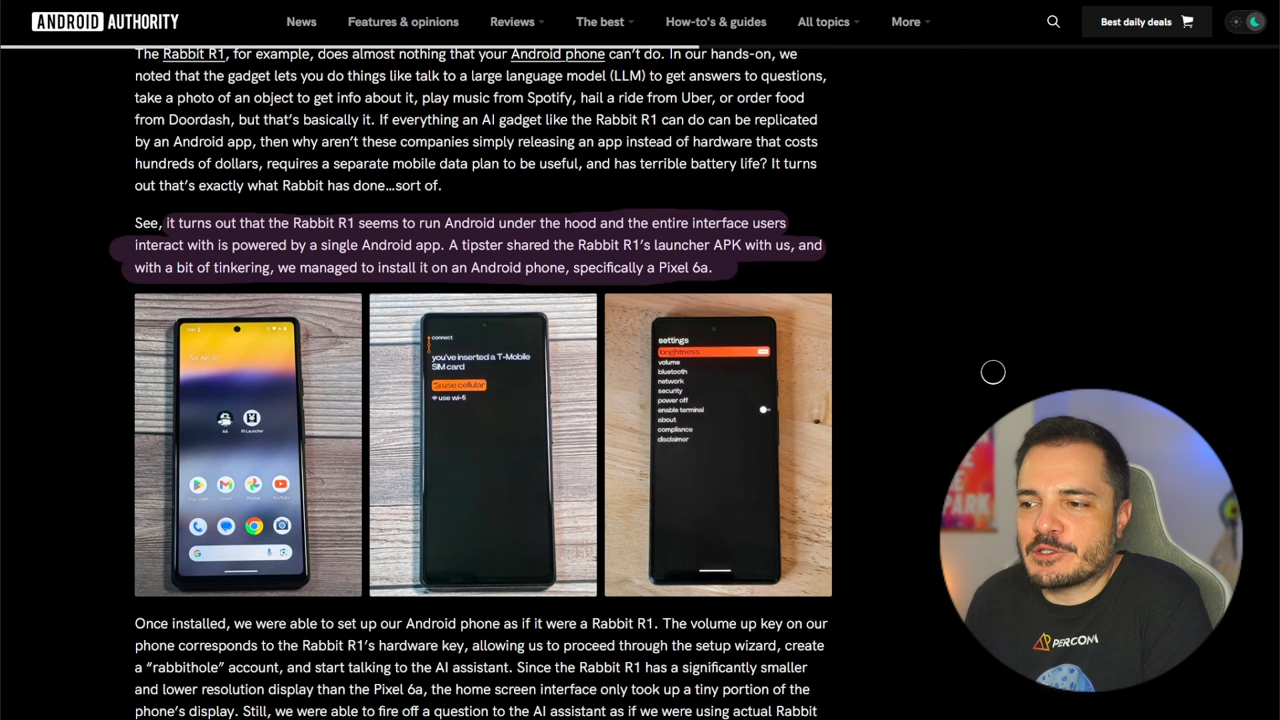 ANDROID AUTHORITY
News
Features & opinions
Reviews
The best
How-to's & guides
All topics
More
Best daily deals
The Rabbit R1, for example, does almost nothing that your Android phone can't do. In our hands-on, we
noted that the gadget lets you do things like talk to a large language model (LLM) to get answers to questions,
take a photo of an object to get info about it, play music from Spotify, hail a ride from Uber, or order food
from Doordash, but that's basically it. If everything an AI gadget like the Rabbit R1 can do can be replicated
by an Android app, then why aren't these companies simply releasing an app instead of hardware that costs
hundreds of dollars, requires a separate mobile data plan to be useful, and has terrible battery life? It turns
out that's exactly what Rabbit has done…sort of.
See, it turns out that the Rabbit R1 seems to run Android under the hood and the entire interface users
interact with is powered by a single Android app. A tipster shared the Rabbit R1's launcher APK with us, and
with a bit of tinkering, we managed to install it on an Android phone, specifically a Pixel 6a.
R1 Launcher
Play Store
Gmail
Photos
YouTube
connect
you've inserted a T-Mobile
SIM card
use cellular
use wi-fi
settings
brightness
volume
bluetooth
network
security
power off
enable terminal
about
compliance
disclaimer
Once installed, we were able to set up our Android phone as if it were a Rabbit R1. The volume up key on our
phone corresponds to the Rabbit R1's hardware key, allowing us to proceed through the setup wizard, create
a "rabbithole" account, and start talking to the AI assistant. Since the Rabbit R1 has a significantly smaller
and lower resolution display than the Pixel 6a, the home screen interface only took up a tiny portion of the
phone's display. Still, we were able to fire off a question to the AI assistant as if we were using actual Rabbit
PARK
PERCONA